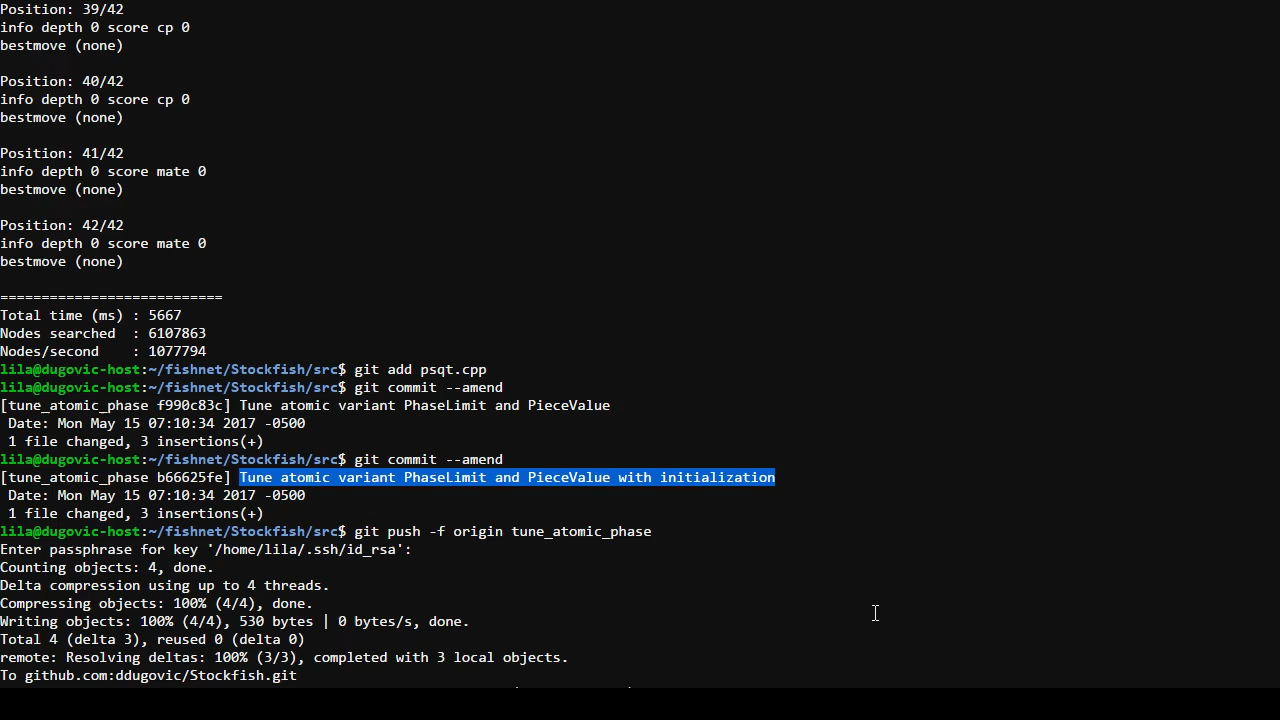 Position: 39/42
info depth 0 score cp 0
bestmove (none)
Position: 40/42
info depth 0 score cp 0
bestmove (none)
Position: 41/42
info depth 0 score mate 0
bestmove (none)
Position: 42/42
info depth 0 score mate 0
bestmove (none)
===========================
Total time (ms) : 5667
Nodes searched  : 6107863
Nodes/second    : 1077794
lila@dugovic-host:~/fishnet/Stockfish/src$ git add psqt.cpp
lila@dugovic-host:~/fishnet/Stockfish/src$ git commit --amend
[tune_atomic_phase f990c83c] Tune atomic variant PhaseLimit and PieceValue
 Date: Mon May 15 07:10:34 2017 -0500
 1 file changed, 3 insertions(+)
lila@dugovic-host:~/fishnet/Stockfish/src$ git commit --amend
[tune_atomic_phase b66625fe] Tune atomic variant PhaseLimit and PieceValue with initialization
 Date: Mon May 15 07:10:34 2017 -0500
 1 file changed, 3 insertions(+)
lila@dugovic-host:~/fishnet/Stockfish/src$ git push -f origin tune_atomic_phase
Enter passphrase for key '/home/lila/.ssh/id_rsa':
Counting objects: 4, done.
Delta compression using up to 4 threads.
Compressing objects: 100% (4/4), done.
Writing objects: 100% (4/4), 530 bytes | 0 bytes/s, done.
Total 4 (delta 3), reused 0 (delta 0)
remote: Resolving deltas: 100% (3/3), completed with 3 local objects.
To github.com:ddugovic/Stockfish.git